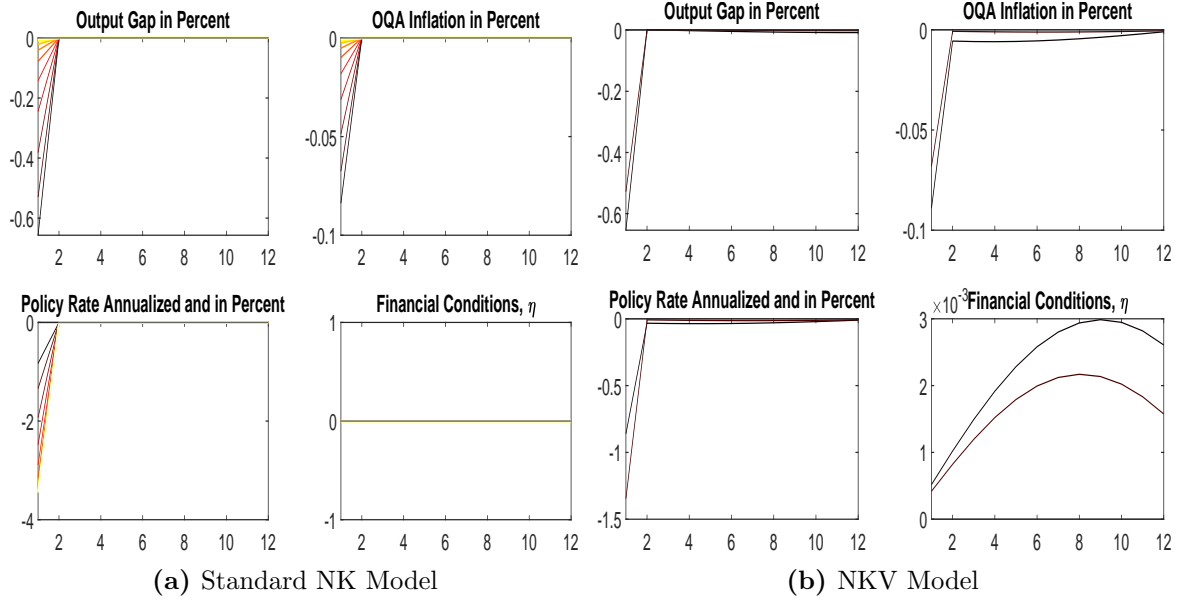 Output Gap in Percent
0
-0.2
-0.4
-0.6
2 4 6 8 10 12
OQA Inflation in Percent
0
-0.05
-0.1
2 4 6 8 10 12
Policy Rate Annualized and in Percent
0
-2
-4
2 4 6 8 10 12
Financial Conditions, η
1
0
-1
2 4 6 8 10 12
(a) Standard NK Model
Output Gap in Percent
0
-0.2
-0.4
-0.6
2 4 6 8 10 12
OQA Inflation in Percent
0
-0.05
-0.1
2 4 6 8 10 12
Policy Rate Annualized and in Percent
0
-0.5
-1
-1.5
2 4 6 8 10 12
×10⁻³ Financial Conditions, η
3
2
1
0
2 4 6 8 10 12
(b) NKV Model